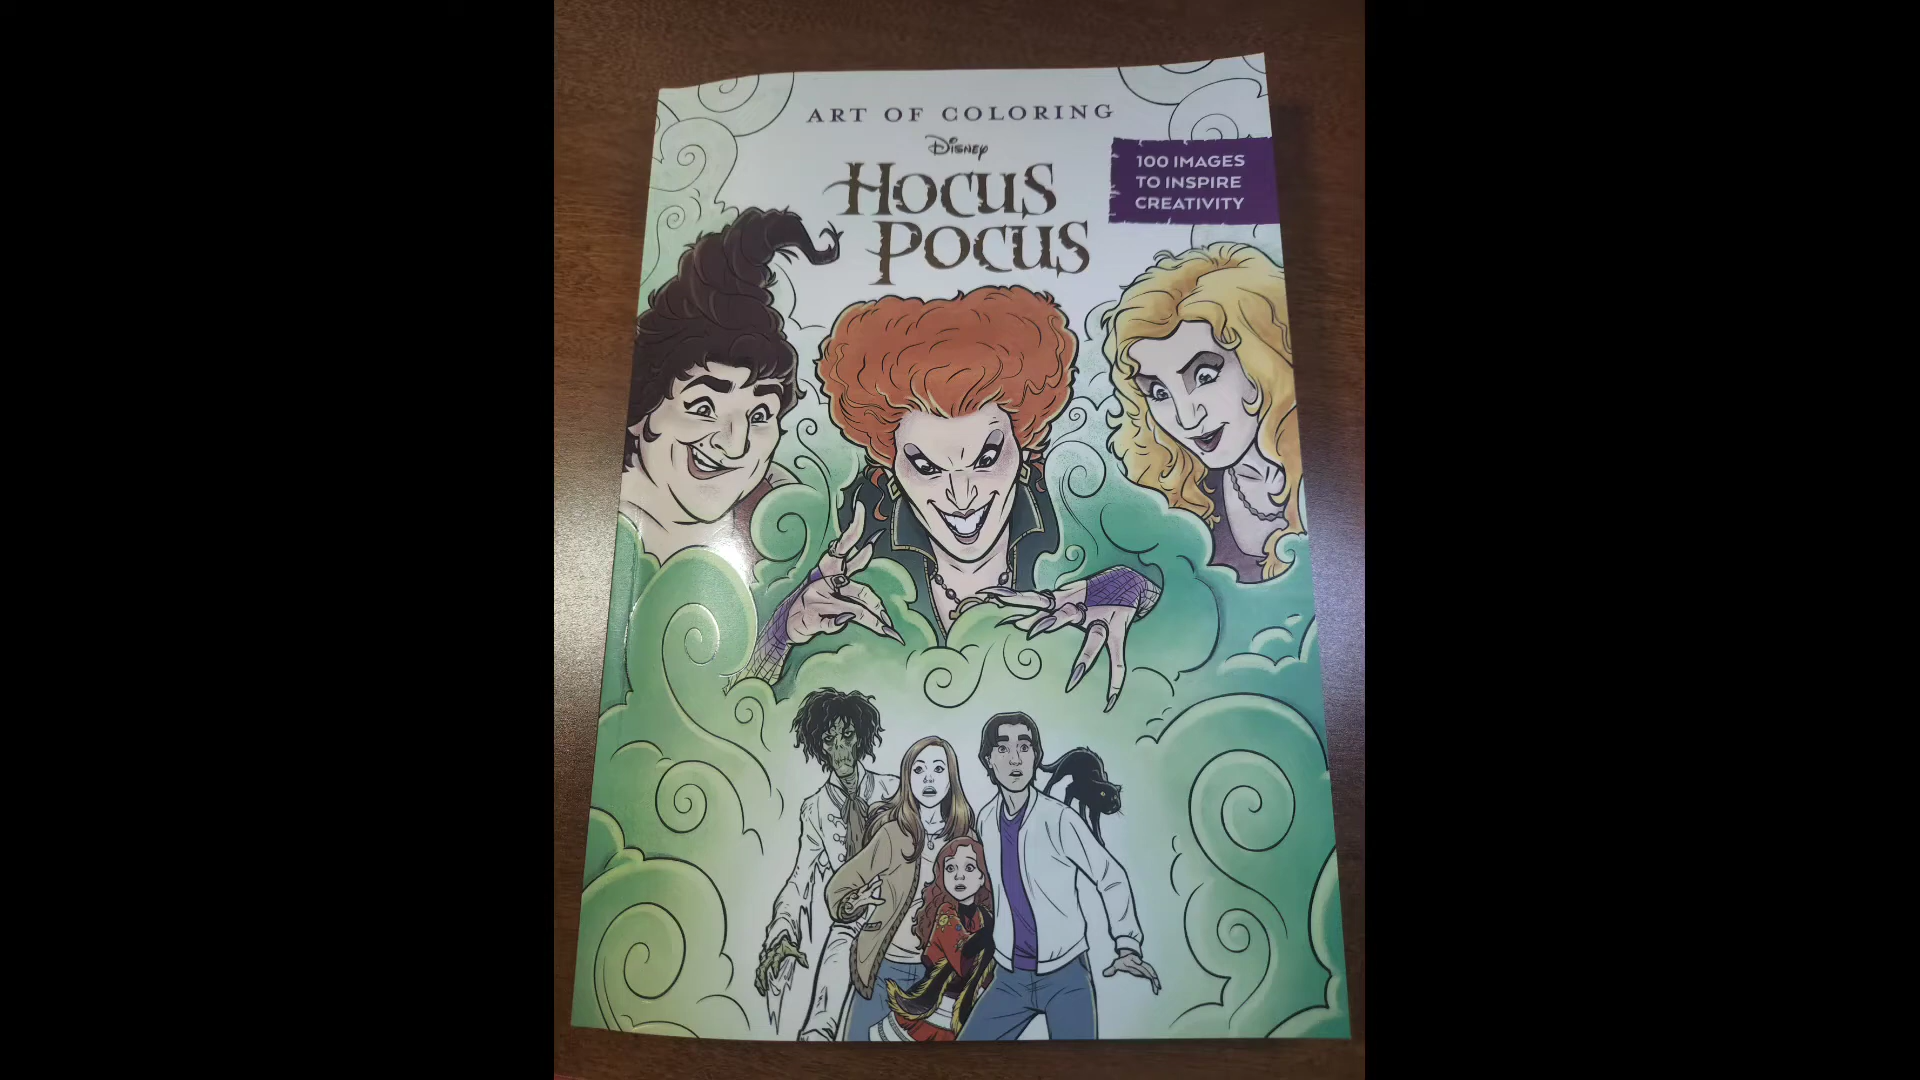 ART OF COLORING
Disney
HOCUS
POCUS
100 IMAGES
TO INSPIRE
CREATIVITY